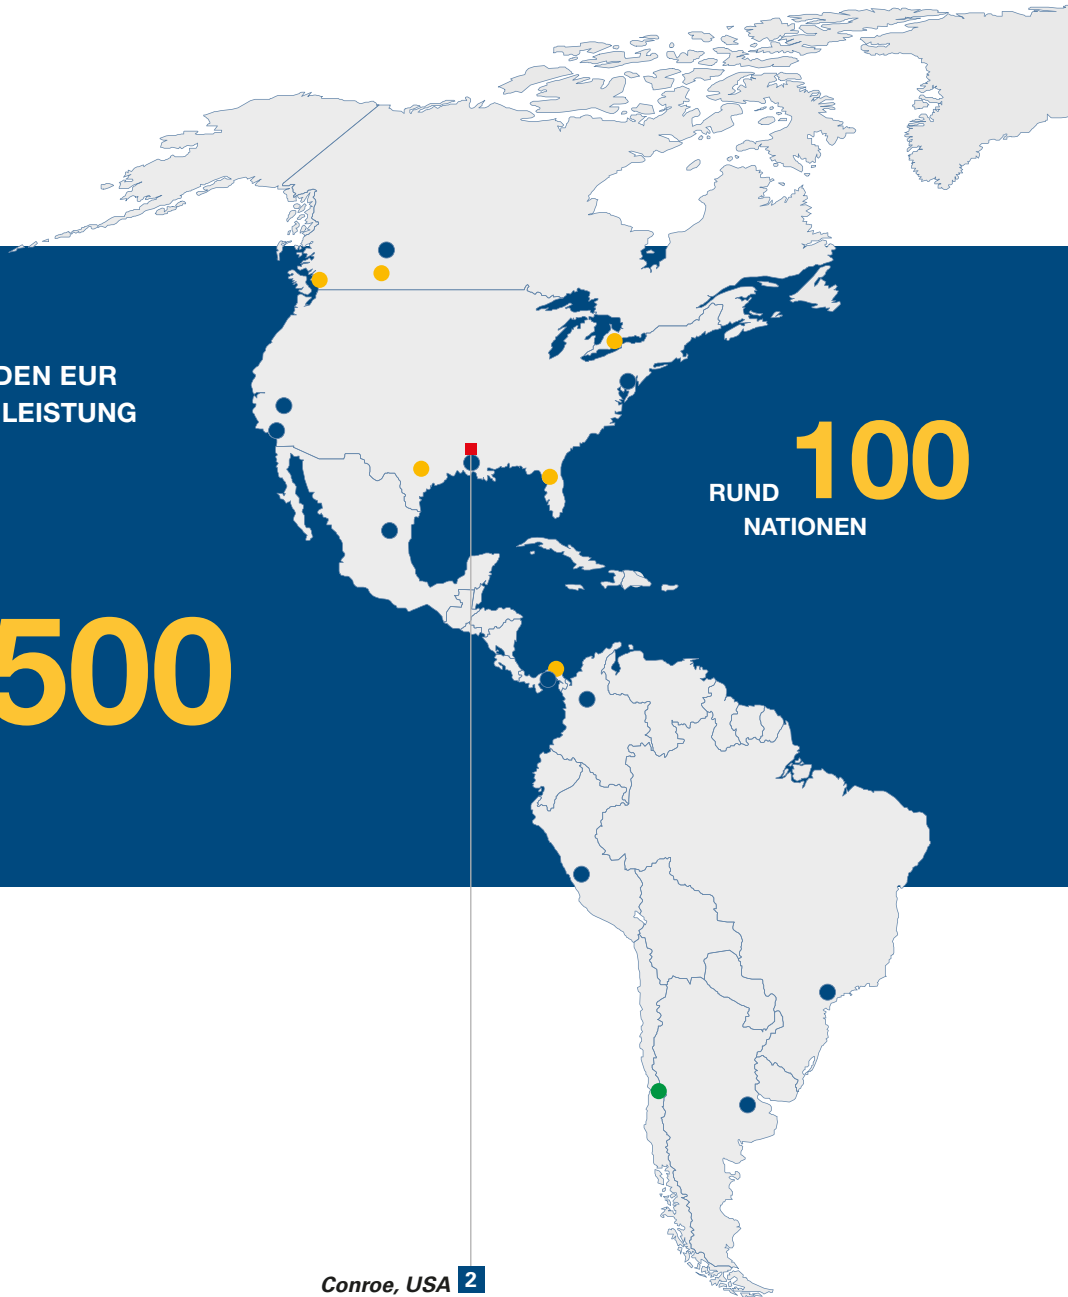 DEN EUR
LEISTUNG
100
RUND
NATIONEN
500
Conroe, USA 2